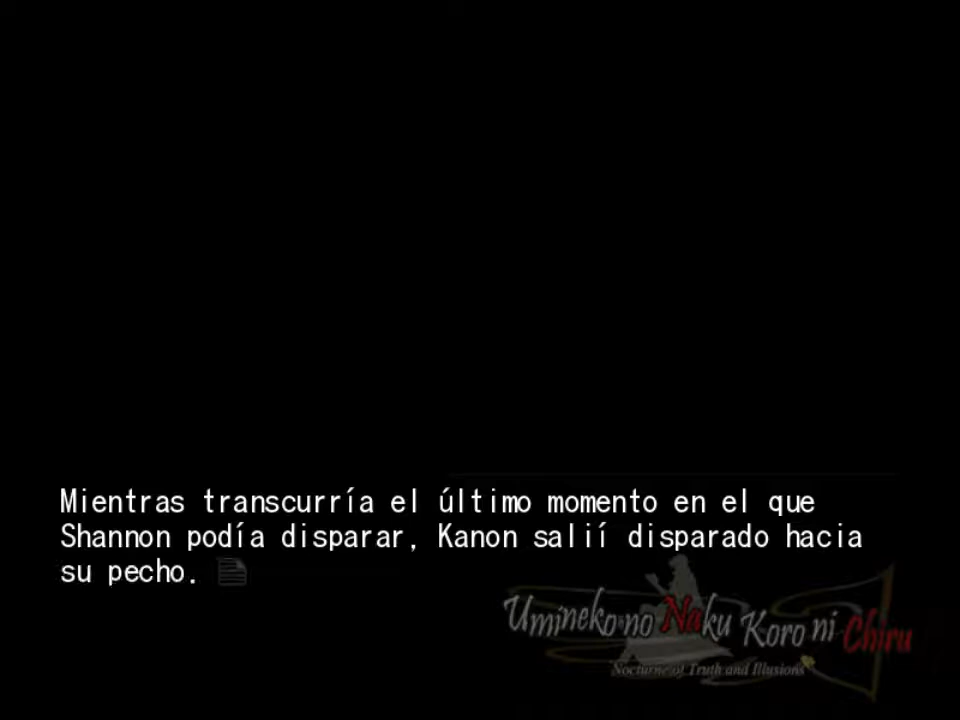 Mientras transcurría el último momento en el que
Shannon podía disparar, Kanon salií disparado hacia
su pecho.
Umineko no Naku Koro ni Chiru
Nocturne of Truth and Illusions